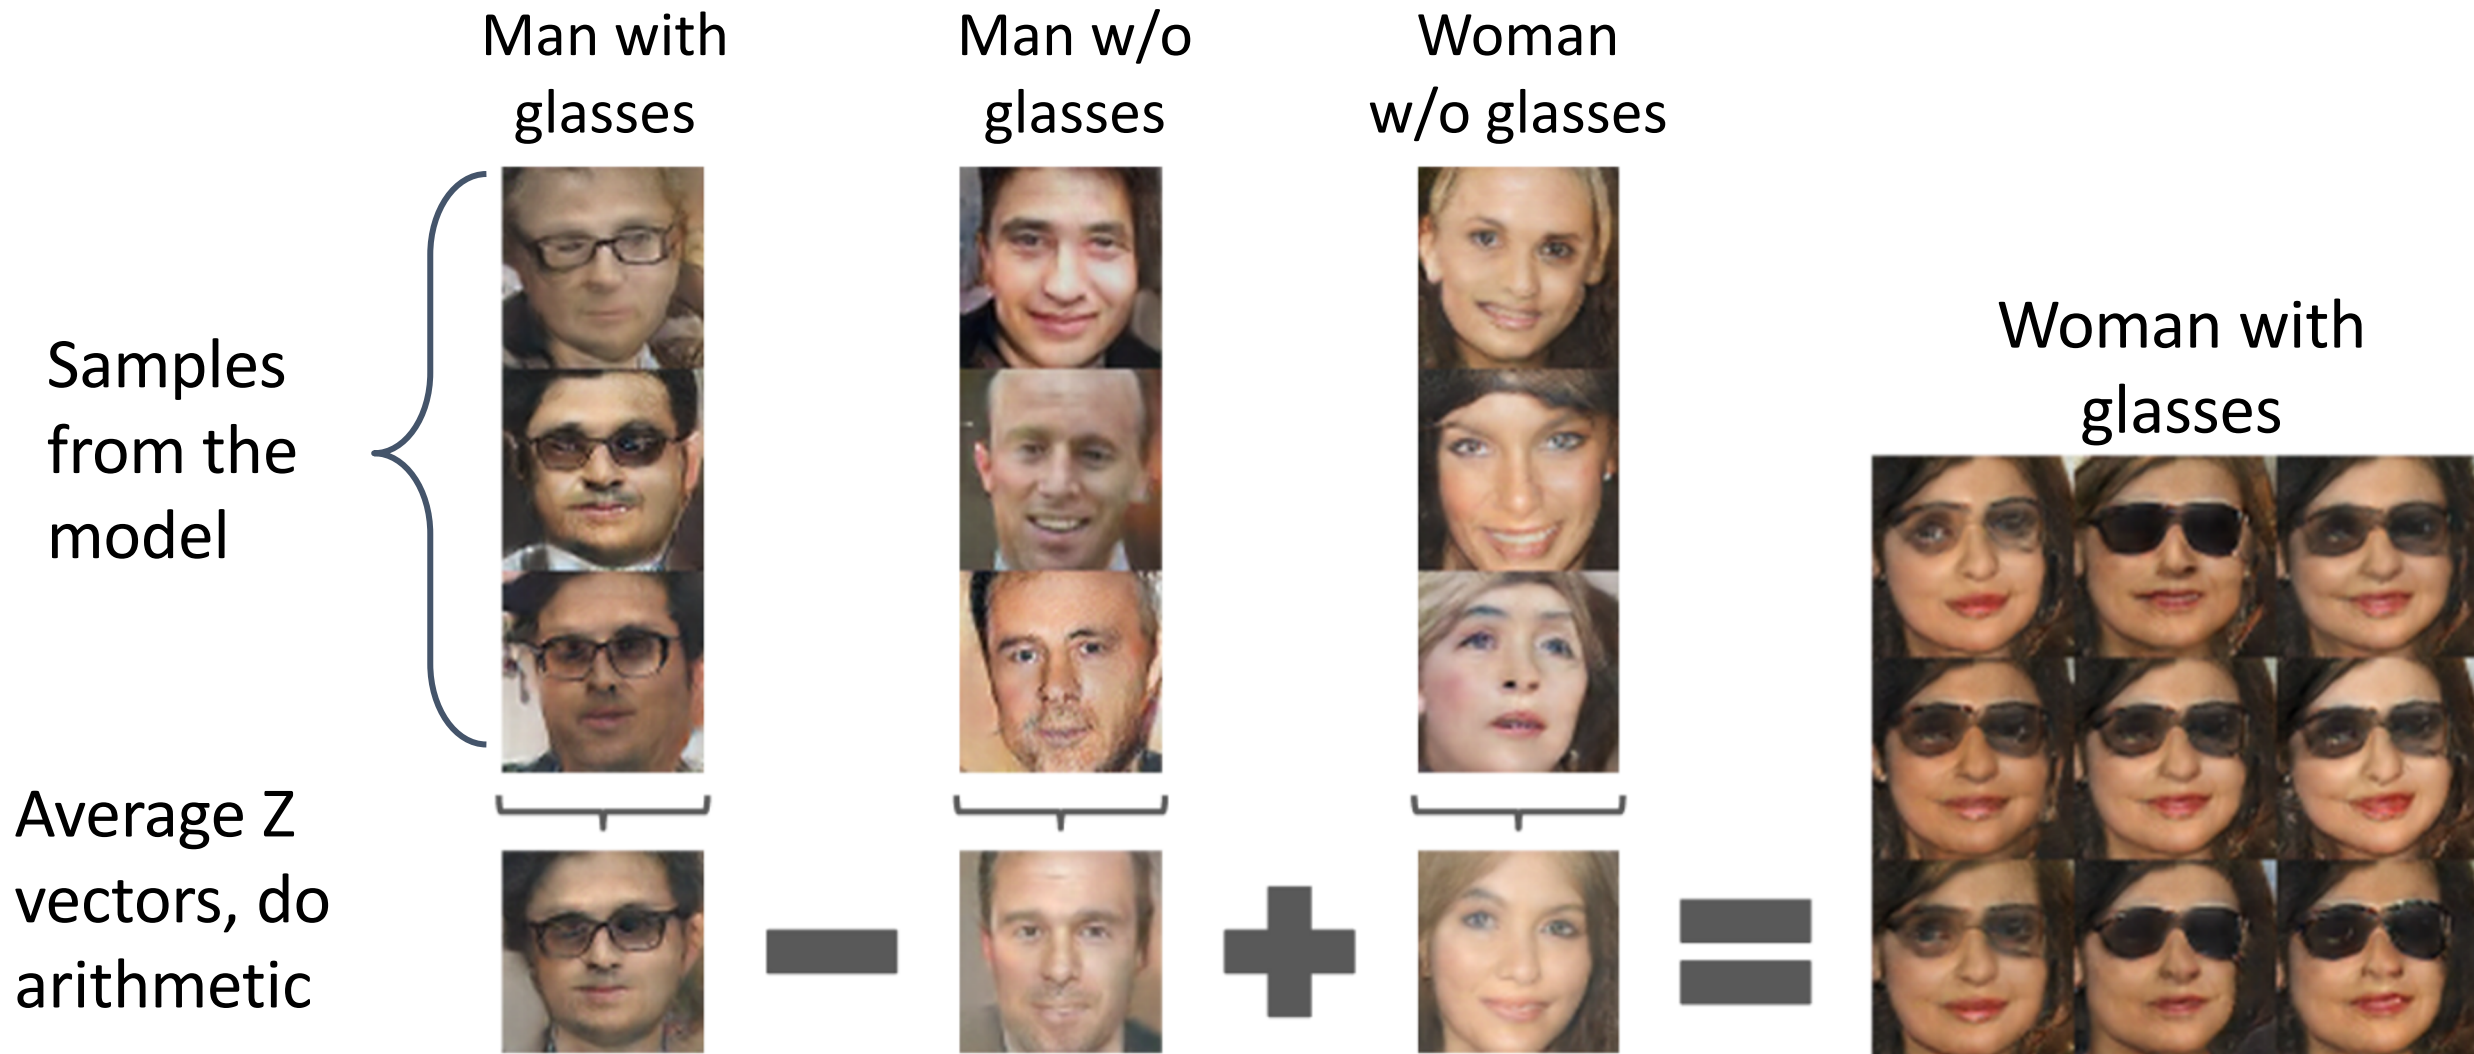 Man with
glasses
Man w/o
glasses
Woman
w/o glasses
Samples
from the
model
Woman with
glasses
Average Z
vectors, do
arithmetic